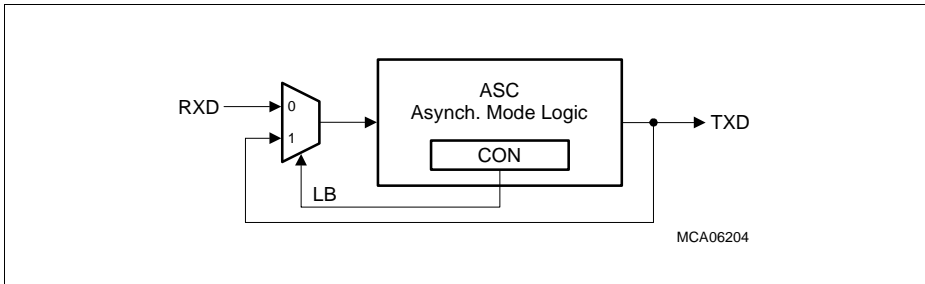 ASC
Asynch. Mode Logic
RXD
0
TXD
1
CON
LB
MCA06204